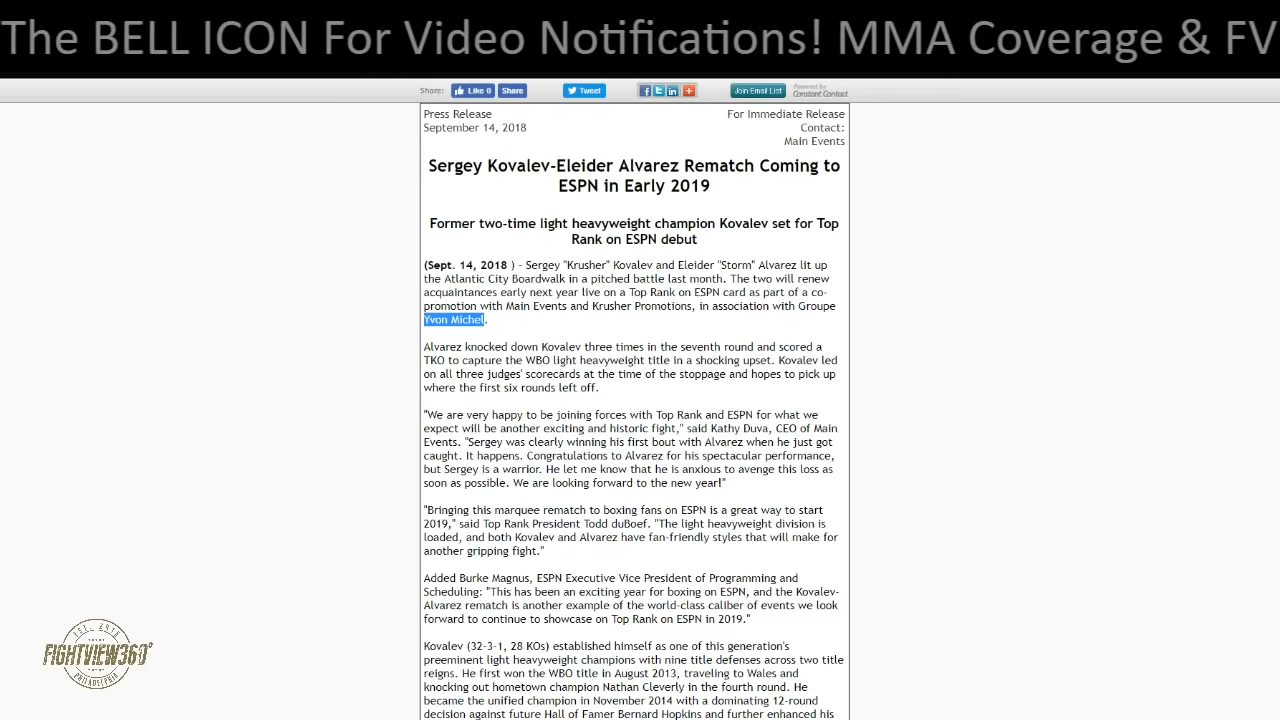 The BELL ICON For Video Notifications! MMA Coverage & FV
Share: Like 0 Share Tweet Join Email List Powered by
Constant Contact
Press Release For Immediate Release
September 14, 2018 Contact:
Main Events
Sergey Kovalev-Eleider Alvarez Rematch Coming to
ESPN in Early 2019
Former two-time light heavyweight champion Kovalev set for Top
Rank on ESPN debut
(Sept. 14, 2018 ) - Sergey "Krusher" Kovalev and Eleider "Storm" Alvarez lit up
the Atlantic City Boardwalk in a pitched battle last month. The two will renew
acquaintances early next year live on a Top Rank on ESPN card as part of a co-
promotion with Main Events and Krusher Promotions, in association with Groupe
Yvon Michel.
Alvarez knocked down Kovalev three times in the seventh round and scored a
TKO to capture the WBO light heavyweight title in a shocking upset. Kovalev led
on all three judges' scorecards at the time of the stoppage and hopes to pick up
where the first six rounds left off.
"We are very happy to be joining forces with Top Rank and ESPN for what we
expect will be another exciting and historic fight," said Kathy Duva, CEO of Main
Events. "Sergey was clearly winning his first bout with Alvarez when he just got
caught. It happens. Congratulations to Alvarez for his spectacular performance,
but Sergey is a warrior. He let me know that he is anxious to avenge this loss as
soon as possible. We are looking forward to the new year!"
"Bringing this marquee rematch to boxing fans on ESPN is a great way to start
2019," said Top Rank President Todd duBoef. "The light heavyweight division is
loaded, and both Kovalev and Alvarez have fan-friendly styles that will make for
another gripping fight."
Added Burke Magnus, ESPN Executive Vice President of Programming and
Scheduling: "This has been an exciting year for boxing on ESPN, and the Kovalev-
Alvarez rematch is another example of the world-class caliber of events we look
forward to continue to showcase on Top Rank on ESPN in 2019."
Kovalev (32-3-1, 28 KOs) established himself as one of this generation's
preeminent light heavyweight champions with nine title defenses across two title
reigns. He first won the WBO title in August 2013, traveling to Wales and
knocking out hometown champion Nathan Cleverly in the fourth round. He
became the unified champion in November 2014 with a dominating 12-round
decision against future Hall of Famer Bernard Hopkins and further enhanced his
FIGHTVIEW360°
PHILADELPHIA